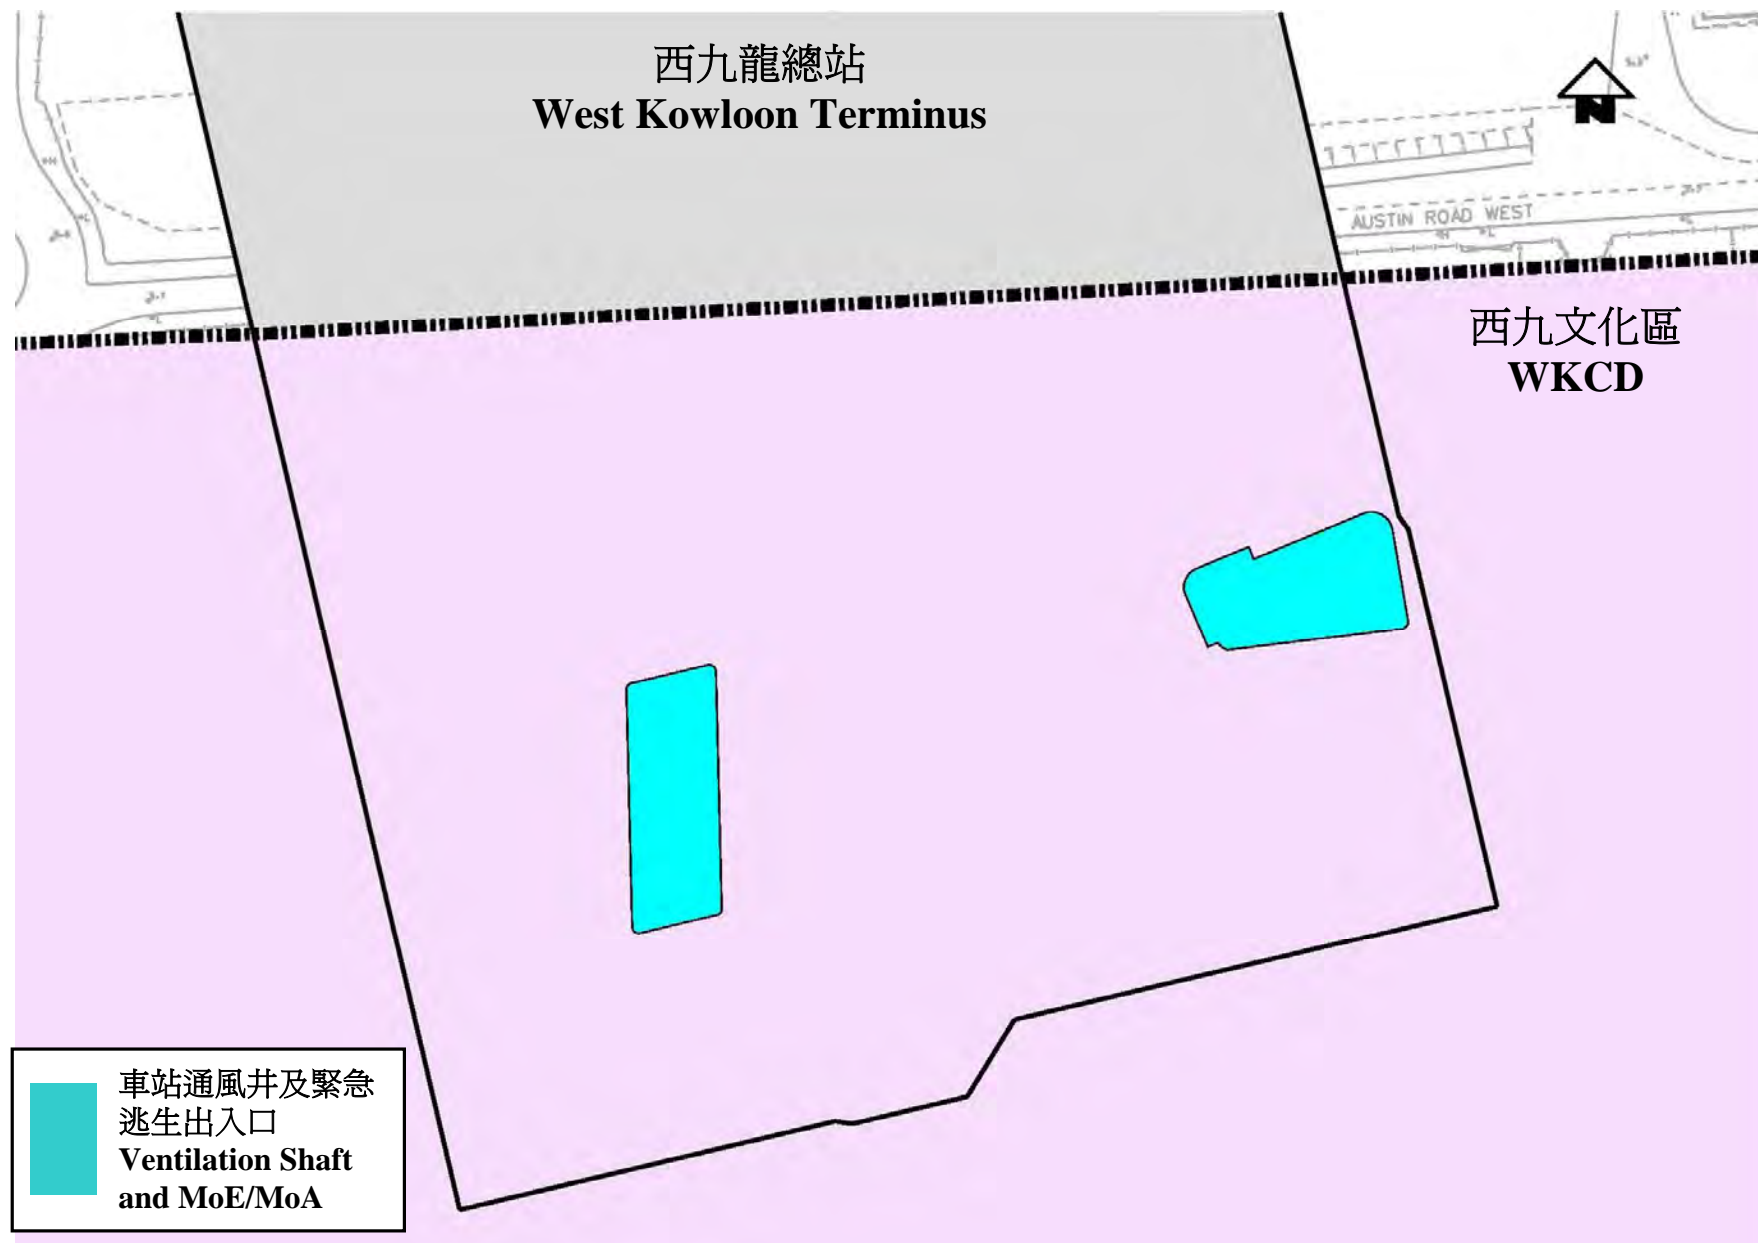 西九龍總站
West Kowloon Terminus
N
AUSTIN ROAD WEST
西九文化區
WKCD
車站通風井及緊急
逃生出入口
Ventilation Shaft
and MoE/MoA